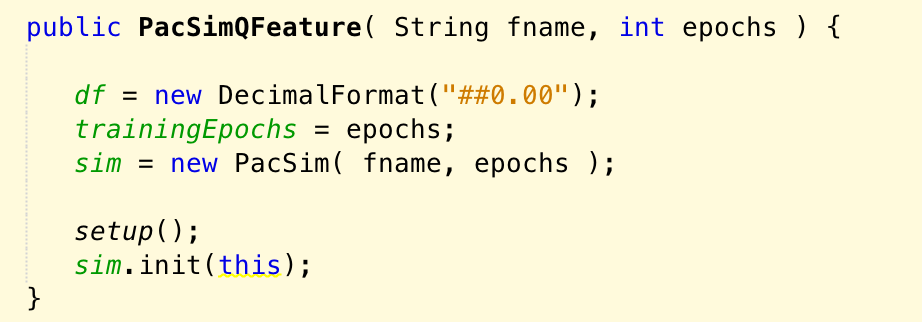 public PacSimQFeature( String fname, int epochs ) {
df = new DecimalFormat("##0.00");
trainingEpochs = epochs;
sim = new PacSim( fname, epochs );
setup();
sim.init(this);
}